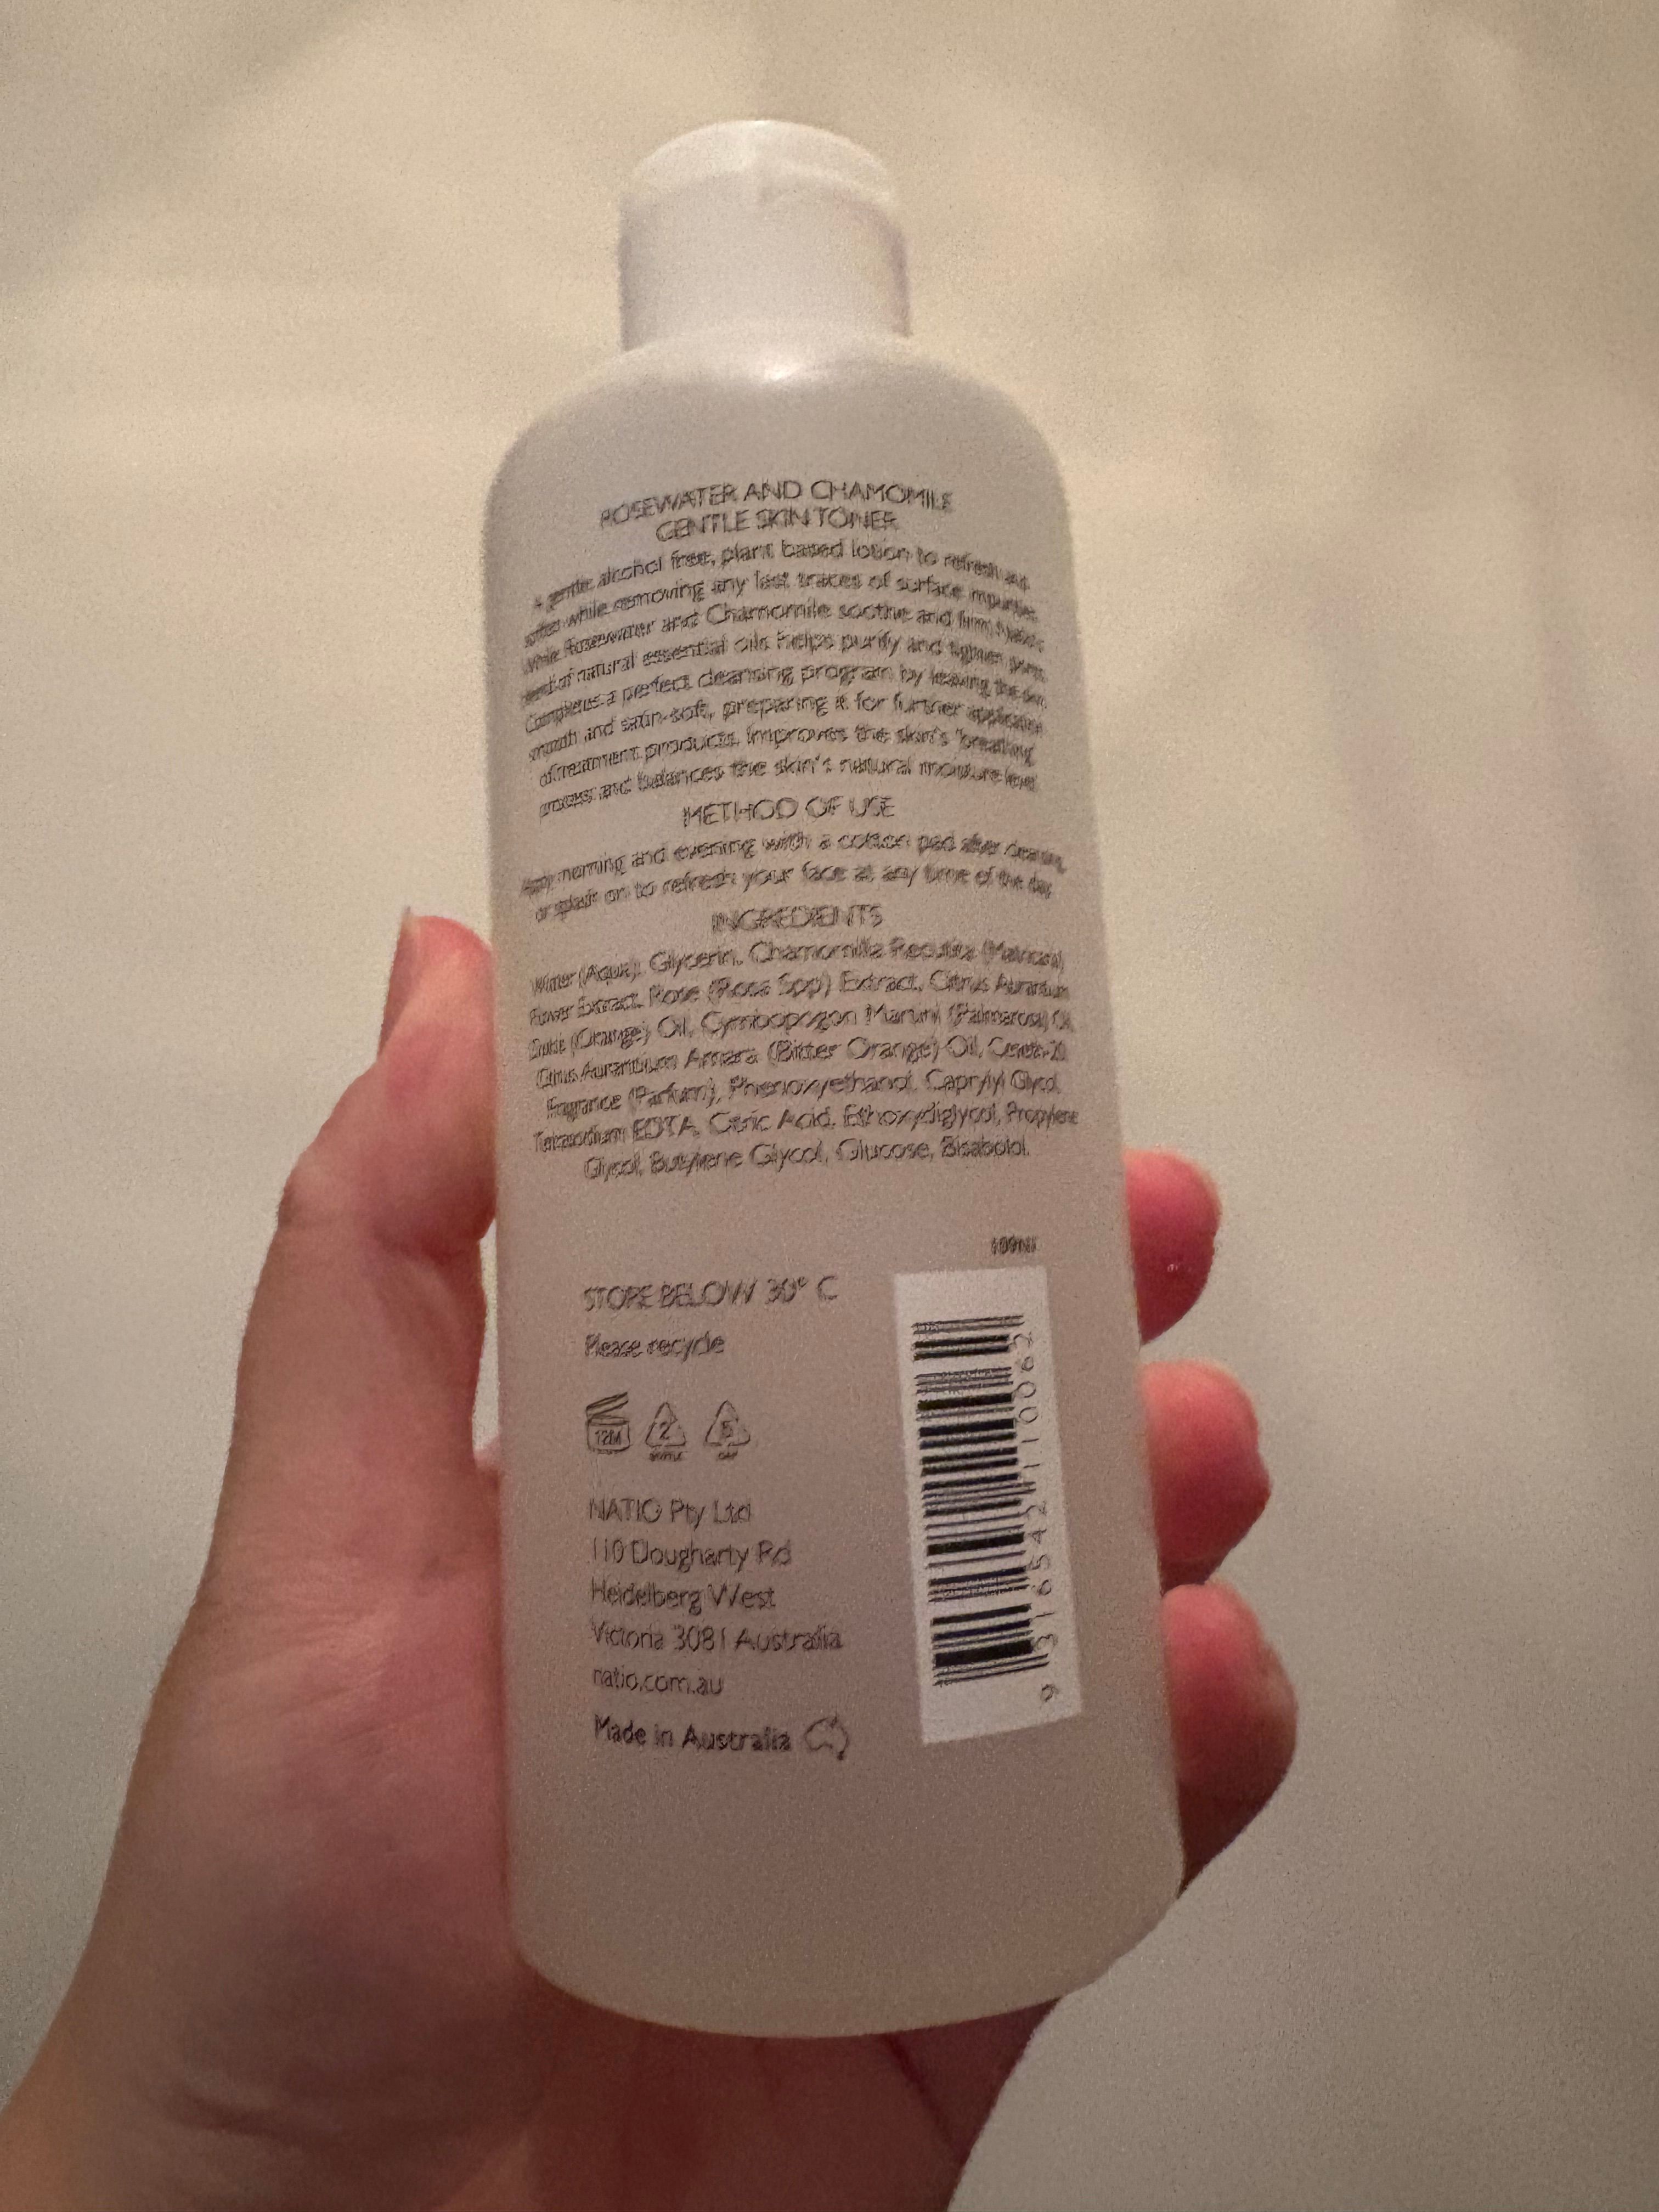 ROSEWATER AND CHAMOMILE
GENTLE SKIN TONER
A gentle alcohol free, plant based lotion to refresh and
soften while removing any last traces of surface impurities
while Rosewater and Chamomile soothe and firm,
blend of natural essential oils helps purify and tighten pores.
Completes a perfect cleansing program by leaving the skin
smooth and satin-soft, preparing it for further application
of treatment products. Improves the skin's "breathing"
process and balances the skin's natural moisture level.
METHOD OF USE
Apply morning and evening with a cotton pad after cleansing,
or splash on to refresh your face at any time of the day.
INGREDIENTS
Water (Aqua), Glycerin, Chamomilla Recutita (Matricaria)
Flower Extract, Rose (Rosa Spp) Extract, Citrus Aurantium
Dulcis (Orange) Oil, Cymbopogon Martini (Palmarosa) Oil,
Citrus Aurantium Amara (Bitter Orange) Oil, Ceteth-20,
Fragrance (Parfum), Phenoxyethanol, Caprylyl Glycol,
Tetrasodium EDTA, Citric Acid, Ethoxydiglycol, Propylene
Glycol, Butylene Glycol, Glucose, Bisabolol.
100ml
STORE BELOW 30° C
Please recycle
12M 2 5
BOTTLE CAP
NATIO Pty Ltd
110 Dougharty Rd
Heidelberg West
Victoria 3081 Australia
natio.com.au
Made in Australia
9 316542 110062